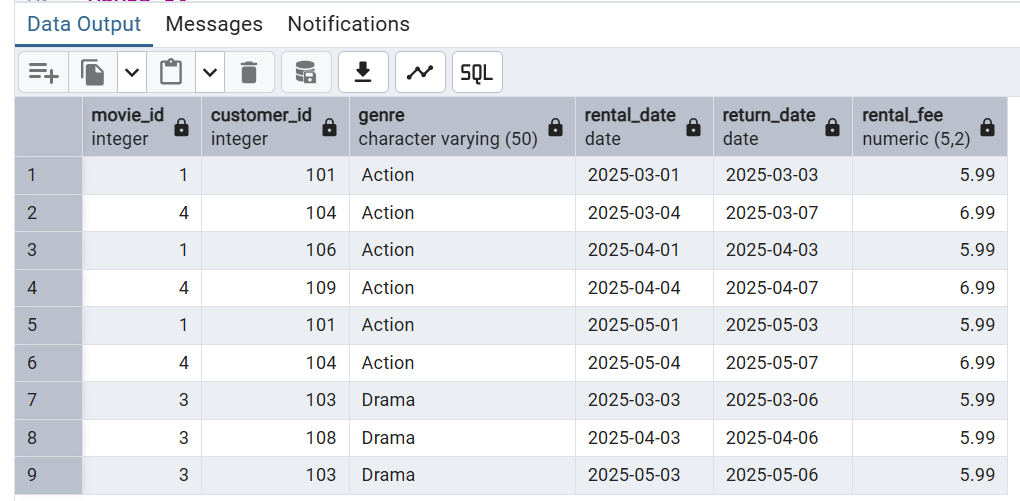 Data Output Messages Notifications
SQL
movie_id customer_id genre rental_date return_date rental_fee
integer integer character varying (50) date date numeric (5,2)
1 1 101 Action 2025-03-01 2025-03-03 5.99
2 4 104 Action 2025-03-04 2025-03-07 6.99
3 1 106 Action 2025-04-01 2025-04-03 5.99
4 4 109 Action 2025-04-04 2025-04-07 6.99
5 1 101 Action 2025-05-01 2025-05-03 5.99
6 4 104 Action 2025-05-04 2025-05-07 6.99
7 3 103 Drama 2025-03-03 2025-03-06 5.99
8 3 108 Drama 2025-04-03 2025-04-06 5.99
9 3 103 Drama 2025-05-03 2025-05-06 5.99